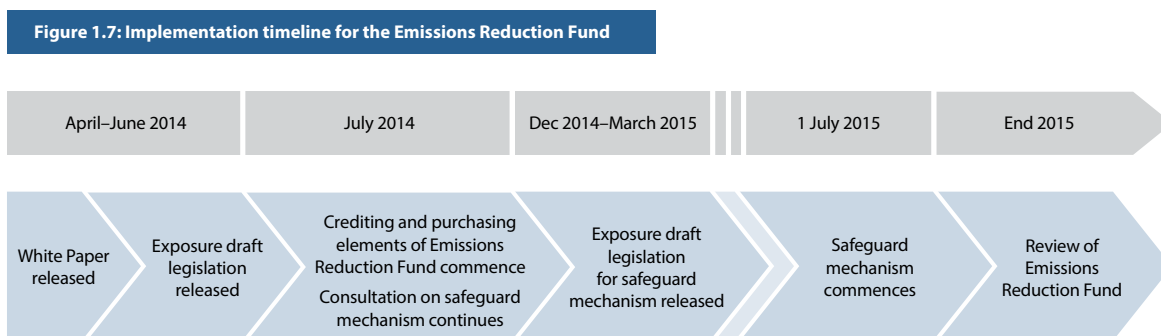 Figure 1.7: Implementation timeline for the Emissions Reduction Fund
April–June 2014
July 2014
Dec 2014–March 2015
1 July 2015
End 2015
White Paper
released
Exposure draft
legislation
released
Crediting and purchasing
elements of Emissions
Reduction Fund commence
Consultation on safeguard
mechanism continues
Exposure draft
legislation
for safeguard
mechanism released
Safeguard
mechanism
commences
Review of
Emissions
Reduction Fund